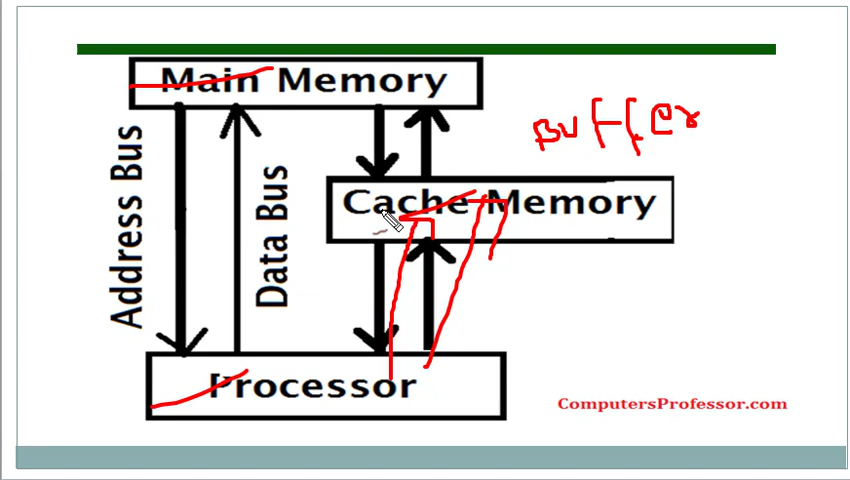 Main Memory
Buffer
Address Bus
Data Bus
Cache Memory
Processor
ComputersProfessor.com